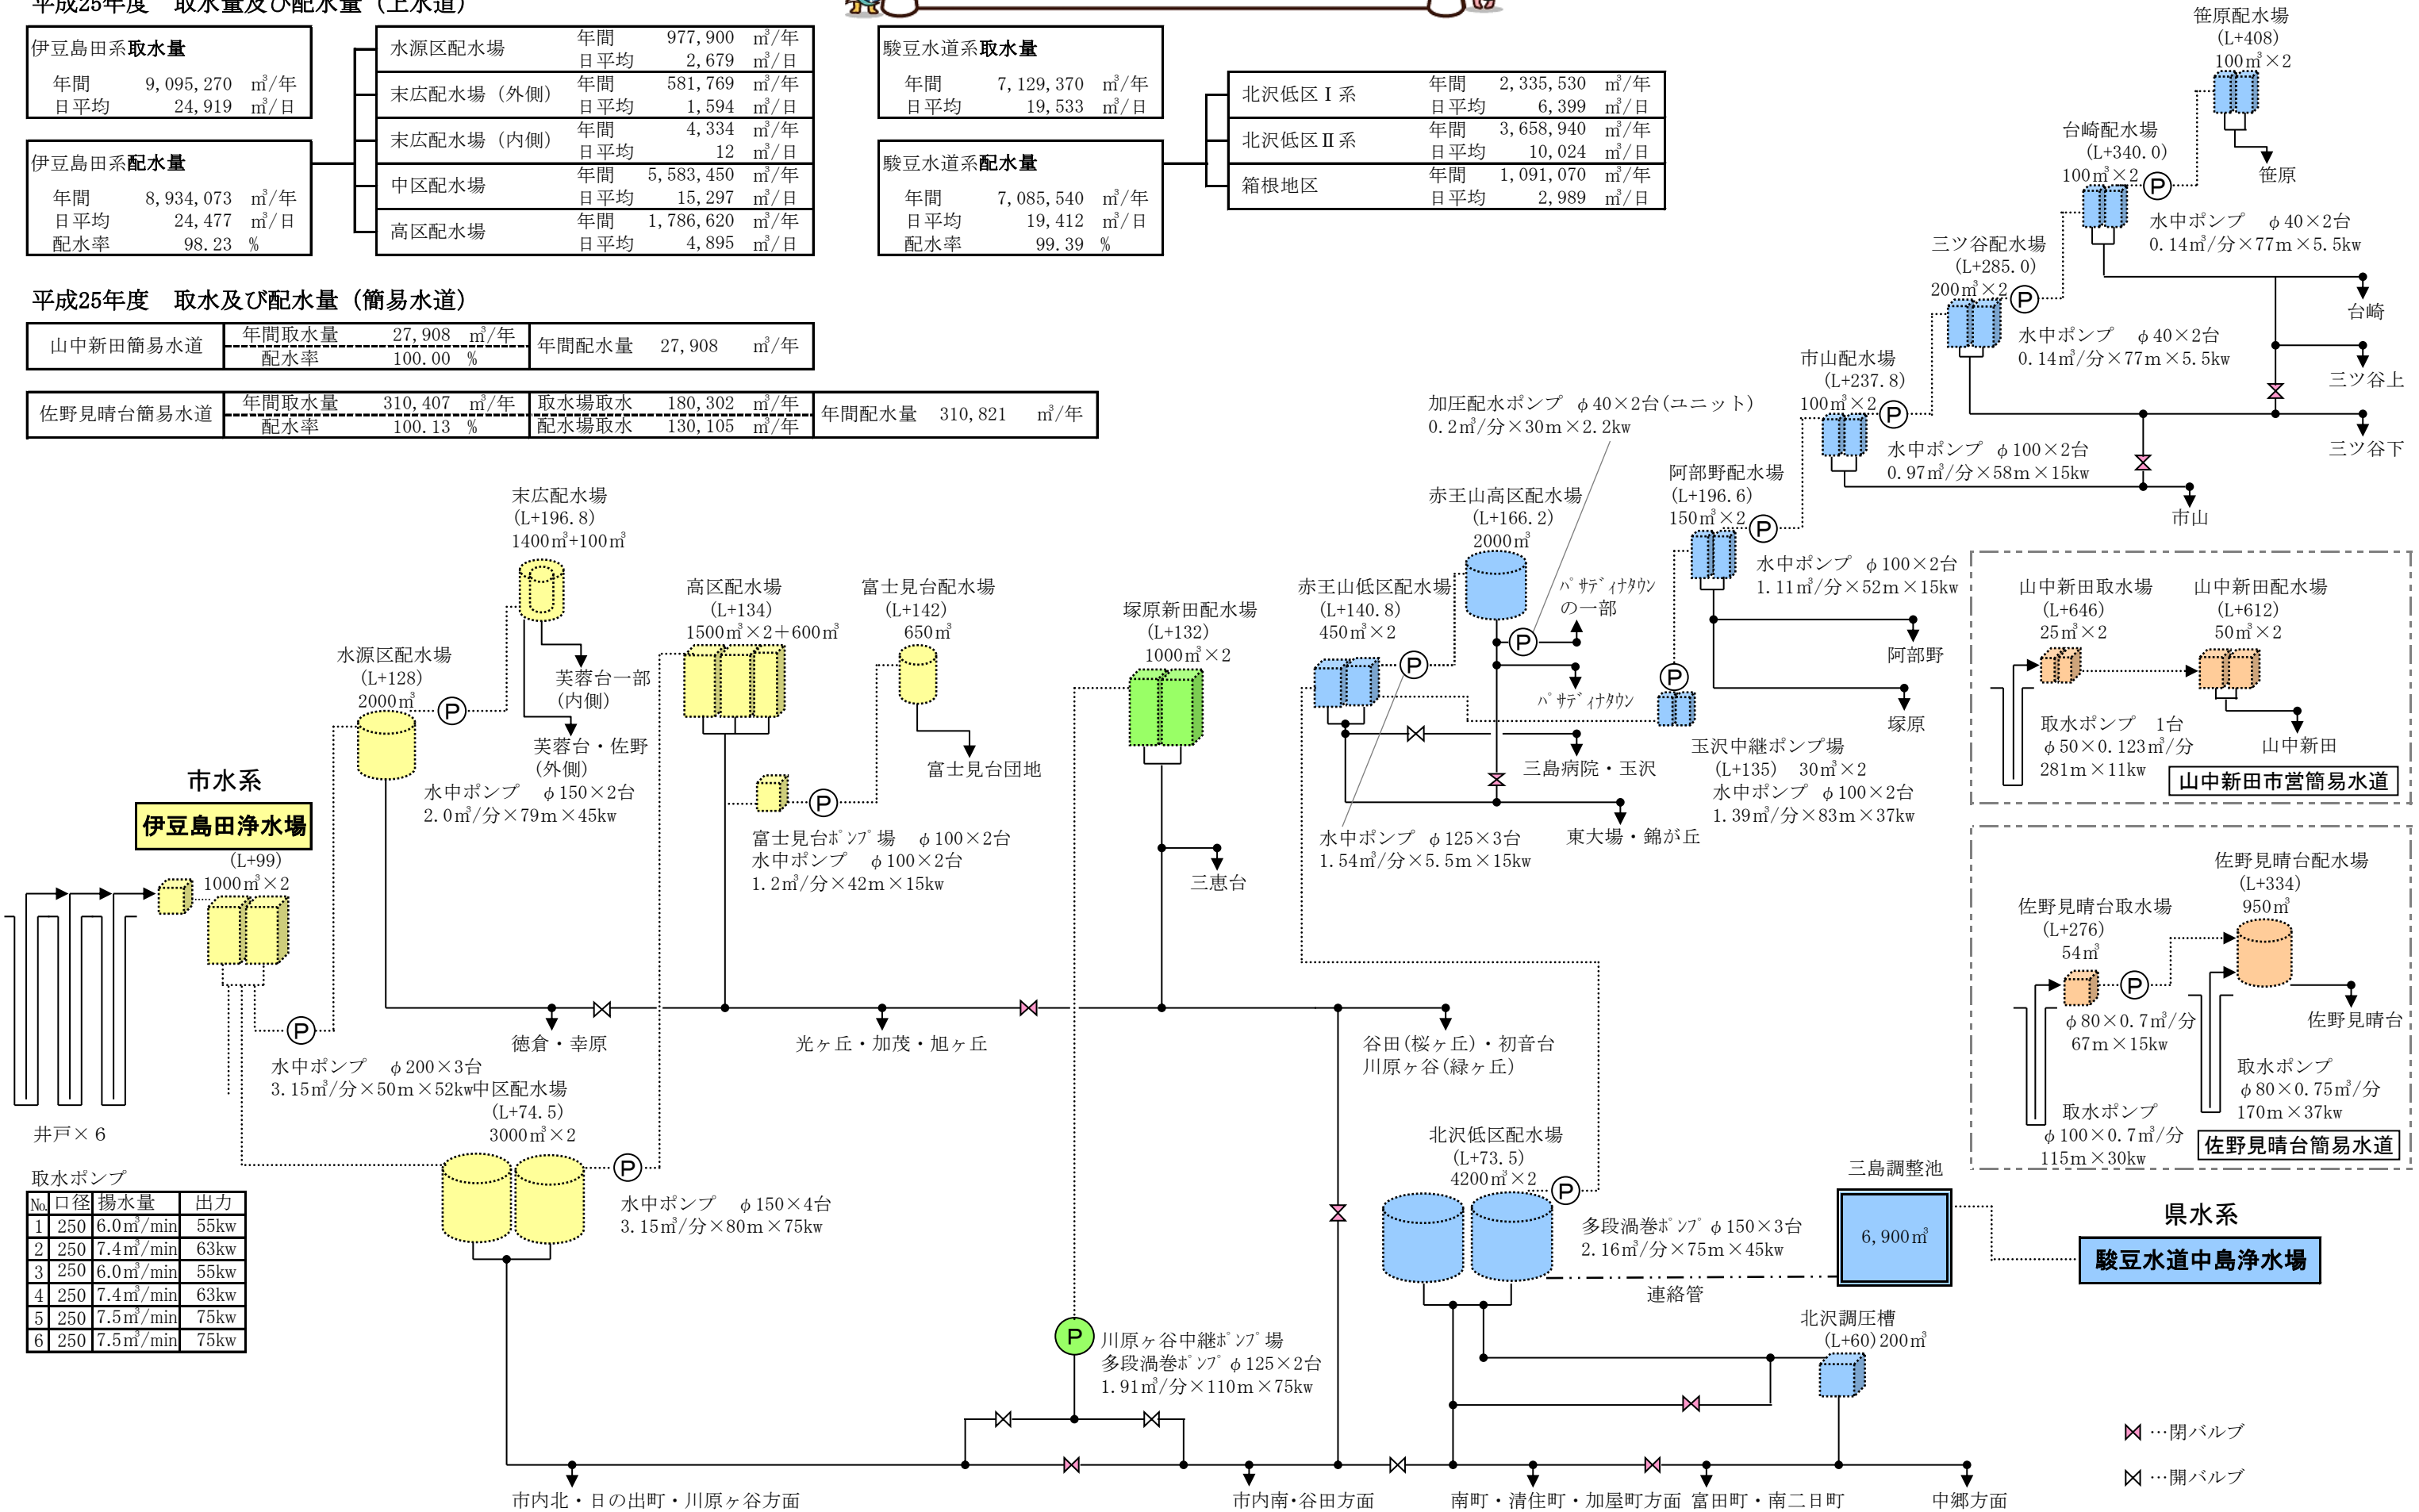 平成25年度　取水量及び配水量（上水道）
伊豆島田系取水量
年間　9,095,270　㎥/年
日平均　24,919　㎥/日
伊豆島田系配水量
年間　8,934,073　㎥/年
日平均　24,477　㎥/日
配水率　98.23　%
水源区配水場　年間　977,900　㎥/年
日平均　2,679　㎥/日
末広配水場（外側）　年間　581,769　㎥/年
日平均　1,594　㎥/日
末広配水場（内側）　年間　4,334　㎥/年
日平均　12　㎥/日
中区配水場　年間　5,583,450　㎥/年
日平均　15,297　㎥/日
高区配水場　年間　1,786,620　㎥/年
日平均　4,895　㎥/日
駿豆水道系取水量
年間　7,129,370　㎥/年
日平均　19,533　㎥/日
駿豆水道系配水量
年間　7,085,540　㎥/年
日平均　19,412　㎥/日
配水率　99.39　%
北沢低区Ⅰ系　年間　2,335,530　㎥/年
日平均　6,399　㎥/日
北沢低区Ⅱ系　年間　3,658,940　㎥/年
日平均　10,024　㎥/日
箱根地区　年間　1,091,070　㎥/年
日平均　2,989　㎥/日
平成25年度　取水及び配水量（簡易水道）
山中新田簡易水道　年間取水量　27,908　㎥/年　年間配水量　27,908　㎥/年
配水率　100.00　%
佐野見晴台簡易水道　年間取水量　310,407　㎥/年　取水場取水　180,302　㎥/年　年間配水量　310,821　㎥/年
配水率　100.13　%　配水場取水　130,105　㎥/年
笹原配水場
(L+408)
100㎥×2
笹原
台崎配水場
(L+340.0)
100㎥×2
P
水中ポンプ　φ40×2台
0.14㎥/分×77m×5.5kw
台崎
三ツ谷配水場
(L+285.0)
200㎥×2
P
水中ポンプ　φ40×2台
0.14㎥/分×77m×5.5kw
三ツ谷上
三ツ谷下
市山配水場
(L+237.8)
100㎥×2
P
水中ポンプ　φ100×2台
0.97㎥/分×58m×15kw
市山
阿部野配水場
(L+196.6)
150㎥×2
P
水中ポンプ　φ100×2台
1.11㎥/分×52m×15kw
阿部野
塚原
加圧配水ポンプ　φ40×2台(ユニット)
0.2㎥/分×30m×2.2kw
赤王山高区配水場
(L+166.2)
2000㎥
P
ﾊﾟｻﾃﾞｨﾅﾀｳﾝ
の一部
ﾊﾟｻﾃﾞｨﾅﾀｳﾝ
赤王山低区配水場
(L+140.8)
450㎥×2
P
三島病院・玉沢
東大場・錦が丘
水中ポンプ　φ125×3台
1.54㎥/分×5.5m×15kw
P
玉沢中継ポンプ場
(L+135)　30㎥×2
水中ポンプ　φ100×2台
1.39㎥/分×83m×37kw
末広配水場
(L+196.8)
1400㎥+100㎥
芙蓉台一部
(内側)
芙蓉台・佐野
(外側)
水源区配水場
(L+128)
2000㎥
P
水中ポンプ　φ150×2台
2.0㎥/分×79m×45kw
高区配水場
(L+134)
1500㎥×2＋600㎥
富士見台配水場
(L+142)
650㎥
富士見台団地
P
富士見台ﾎﾟﾝﾌﾟ場　φ100×2台
水中ポンプ　φ100×2台
1.2㎥/分×42m×15kw
塚原新田配水場
(L+132)
1000㎥×2
三恵台
市水系
伊豆島田浄水場
(L+99)
1000㎥×2
P
水中ポンプ　φ200×3台
3.15㎥/分×50m×52kw
井戸×6
徳倉・幸原
光ヶ丘・加茂・旭ヶ丘
谷田(桜ヶ丘)・初音台
川原ヶ谷(緑ヶ丘)
中区配水場
(L+74.5)
3000㎥×2
P
水中ポンプ　φ150×4台
3.15㎥/分×80m×75kw
取水ポンプ
№　口径　揚水量　出力
1　250　6.0㎥/min　55kw
2　250　7.4㎥/min　63kw
3　250　6.0㎥/min　55kw
4　250　7.4㎥/min　63kw
5　250　7.5㎥/min　75kw
6　250　7.5㎥/min　75kw
P
川原ヶ谷中継ﾎﾟﾝﾌﾟ場
多段渦巻ﾎﾟﾝﾌﾟφ125×2台
1.91㎥/分×110m×75kw
北沢低区配水場
(L+73.5)
4200㎥×2
P
多段渦巻ﾎﾟﾝﾌﾟφ150×3台
2.16㎥/分×75m×45kw
連絡管
三島調整池
6,900㎥
県水系
駿豆水道中島浄水場
北沢調圧槽
(L+60)200㎥
市内北・日の出町・川原ヶ谷方面
市内南・谷田方面
南町・清住町・加屋町方面
富田町・南二日町
中郷方面
…閉バルブ
…開バルブ
山中新田取水場
(L+646)
25㎥×2
山中新田配水場
(L+612)
50㎥×2
取水ポンプ　1台
φ50×0.123㎥/分
281m×11kw
山中新田
山中新田市営簡易水道
佐野見晴台配水場
(L+334)
950㎥
佐野見晴台取水場
(L+276)
54㎥
P
φ80×0.7㎥/分
67m×15kw
佐野見晴台
取水ポンプ
φ80×0.75㎥/分
170m×37kw
取水ポンプ
φ100×0.7㎥/分
115m×30kw
佐野見晴台簡易水道